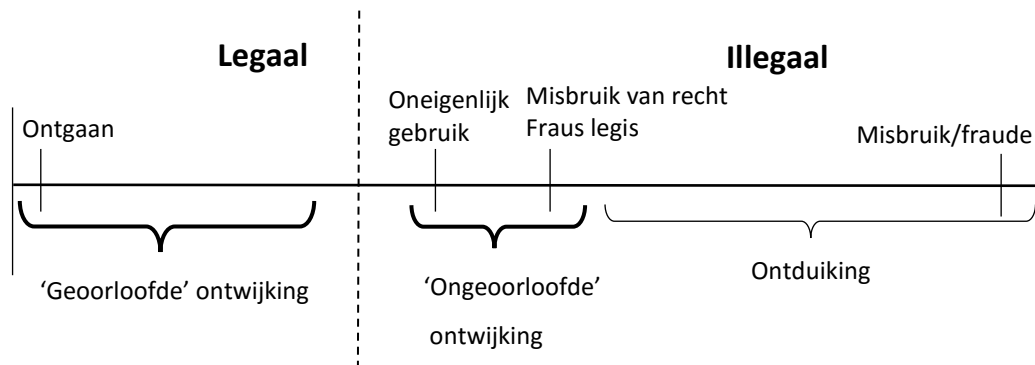 Legaal
Illegaal
Ontgaan
Oneigenlijk
gebruik
Misbruik van recht
Fraus legis
Misbruik/fraude
‘Geoorloofde’ ontwijking
‘Ongeoorloofde’
ontwijking
Ontduiking